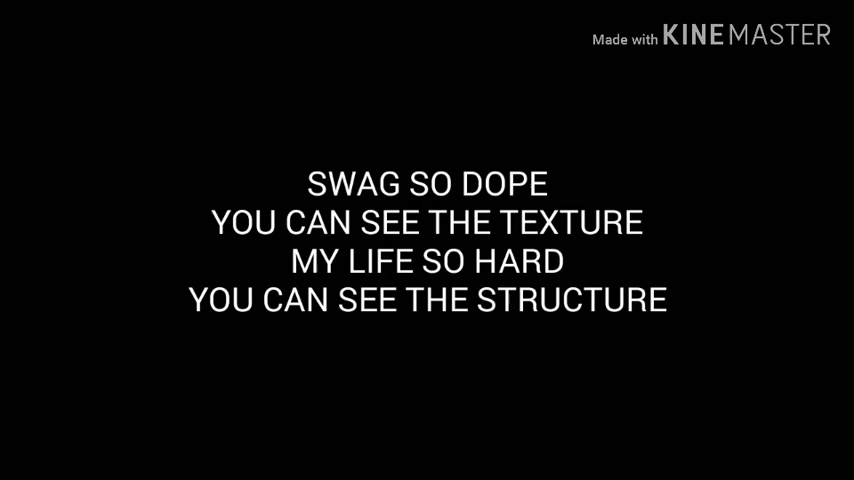 Made with KINEMASTER
SWAG SO DOPE
YOU CAN SEE THE TEXTURE
MY LIFE SO HARD
YOU CAN SEE THE STRUCTURE